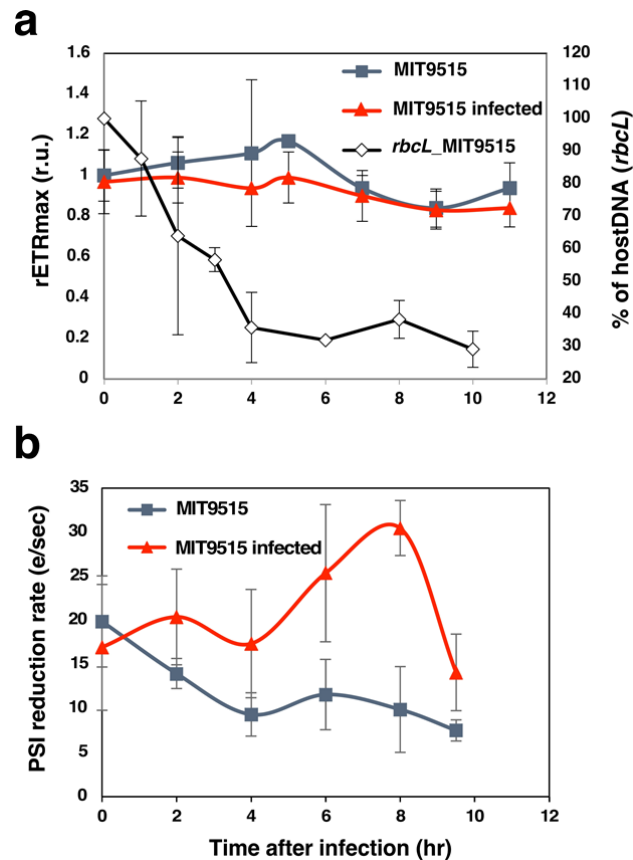 a
1.6
1.4
1.2
1
0.8
0.6
0.4
0.2
0
rETRmax (r.u.)
MIT9515
MIT9515 infected
rbcL_MIT9515
120
110
100
90
80
70
60
50
40
30
20
% of hostDNA (rbcL)
0 2 4 6 8 10 12
b
35
30
25
20
15
10
5
0
PSI reduction rate (e/sec)
MIT9515
MIT9515 infected
0 2 4 6 8 10 12
Time after infection (hr)